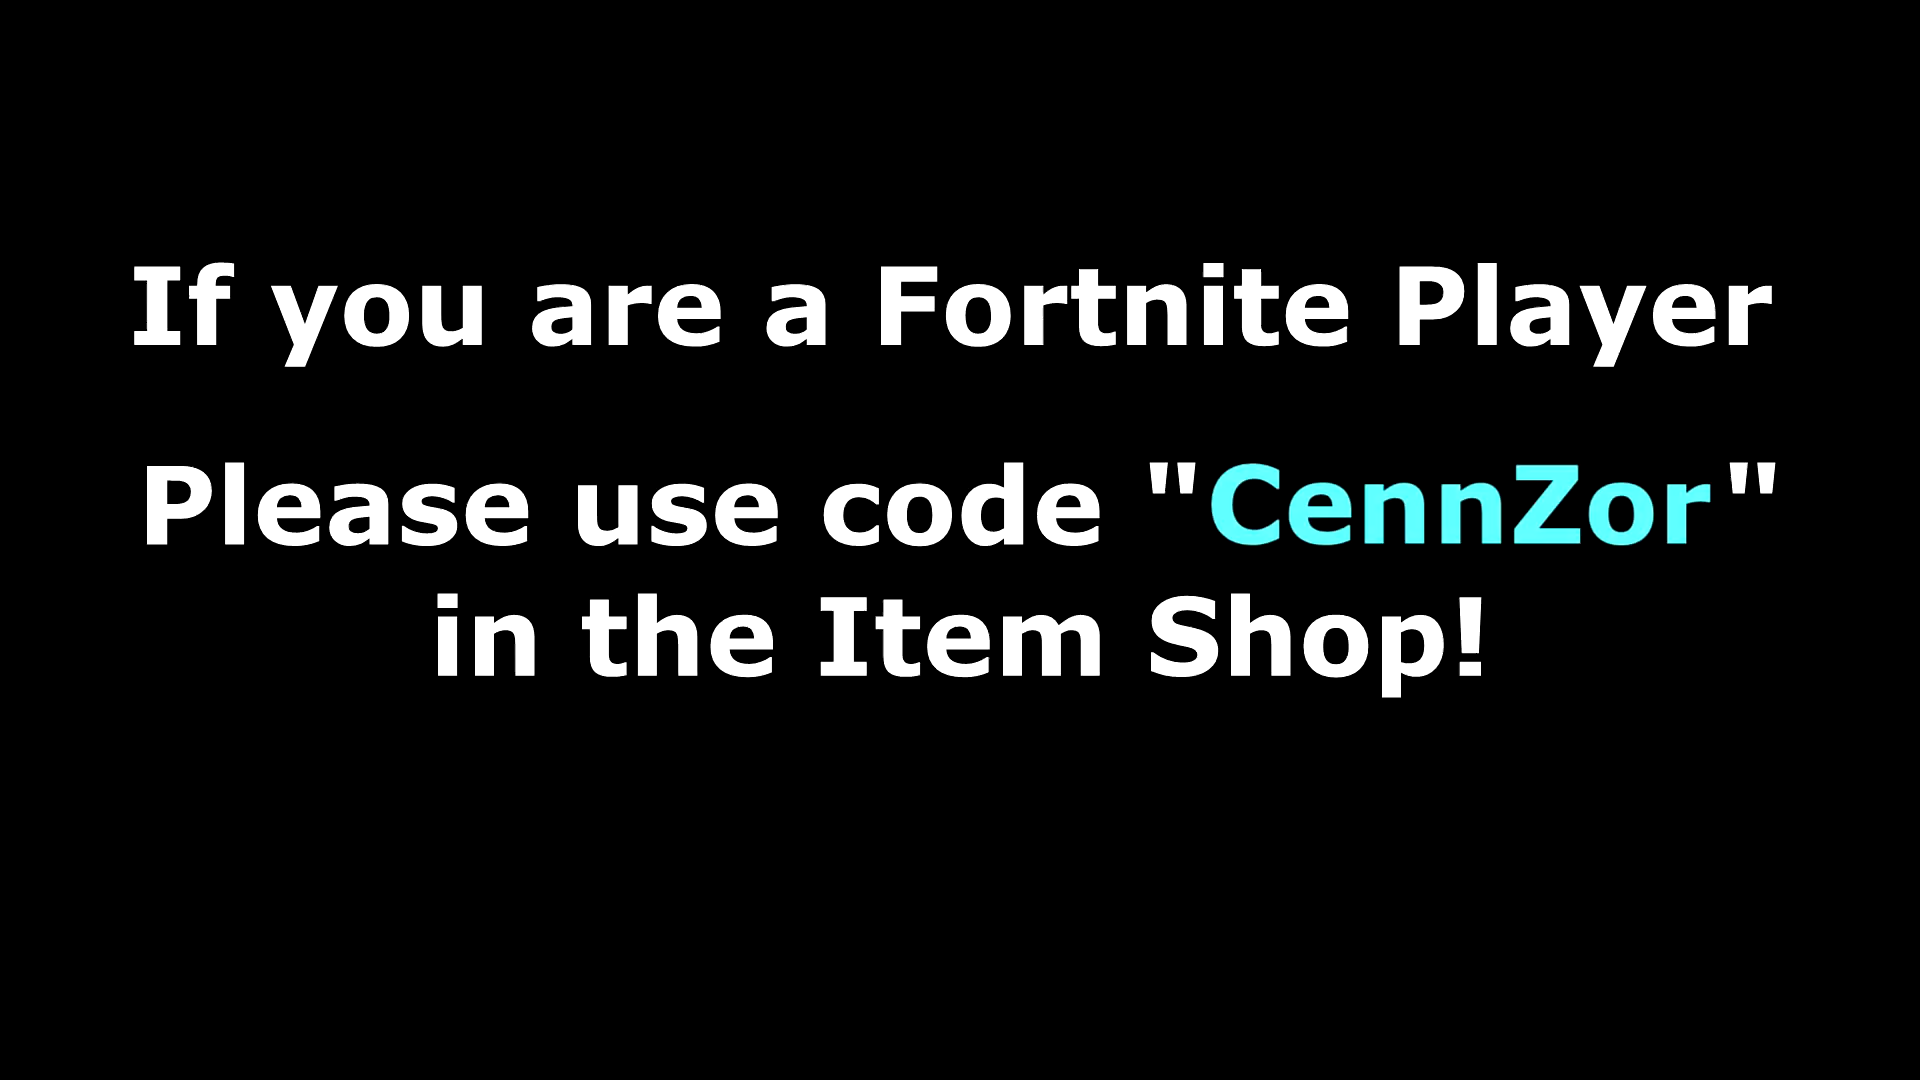 If you are a Fortnite Player
Please use code "CennZor"
in the Item Shop!